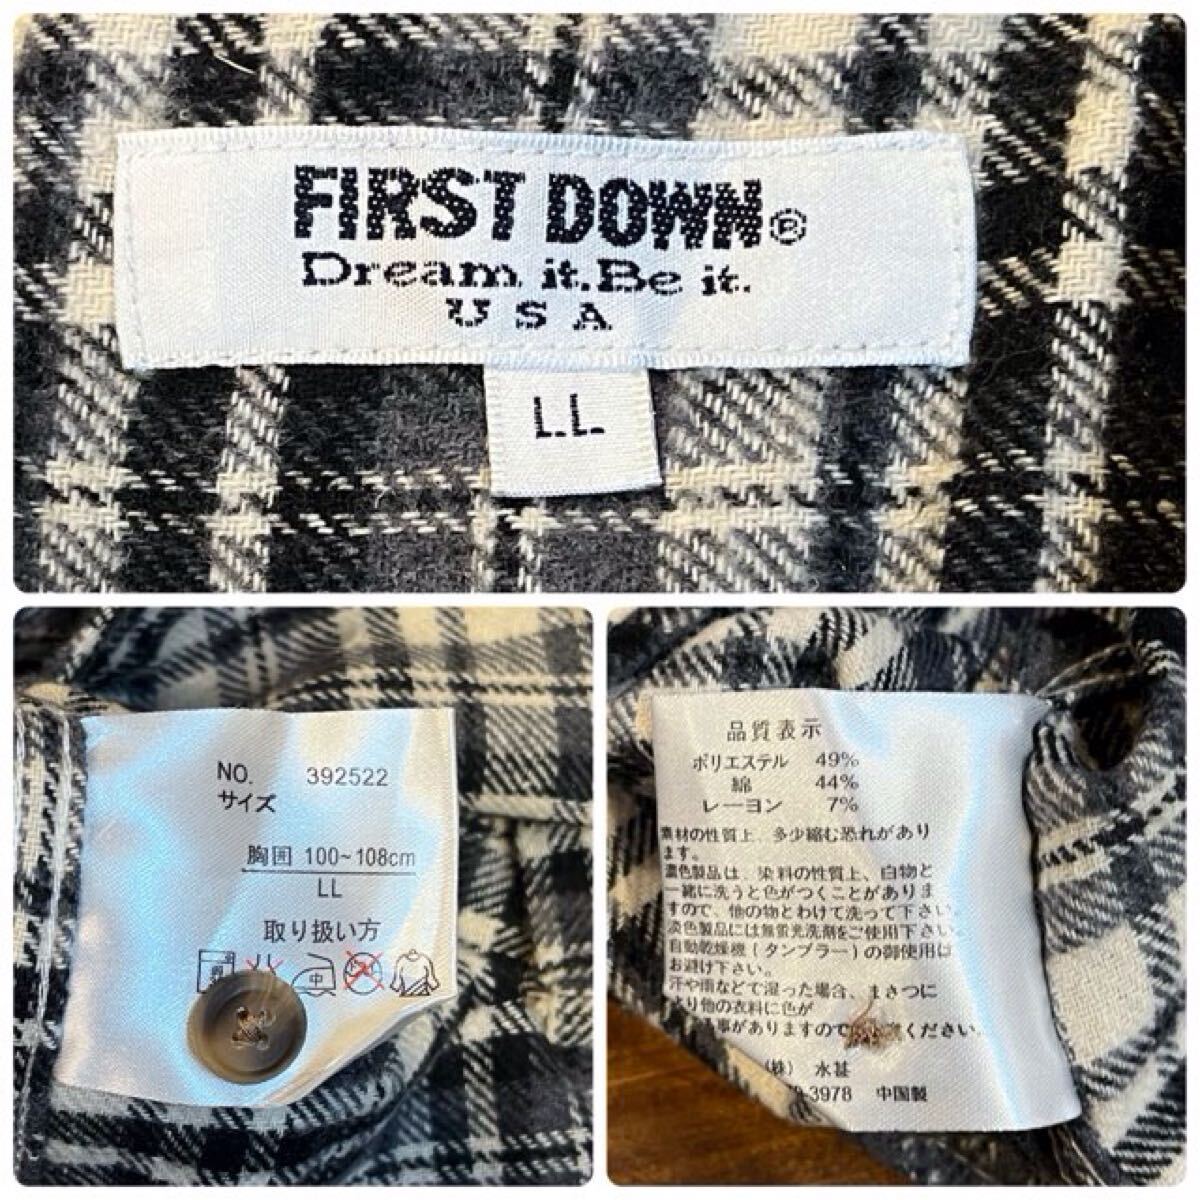 FIRST DOWN®
Dream it.Be it.
USA
LL
NO. 392522
サイズ
胸囲 100~108cm
LL
取り扱い方
中
品質表示
ポリエステル 49%
綿 44%
レーヨン 7%
素材の性質上、多少縮む恐れがあり
ます。
濃色製品は、染料の性質上、白物と
一緒に洗うと色がつくことがありま
すので、他の物とわけて洗って下さい。
淡色製品には無蛍光洗剤をご使用下さい。
自動乾燥機(タンブラー)の御使用は
お避け下さい。
汗や雨などで湿った場合、まさつに
より他の衣料に色が
事がありますので ください。
(株) 水甚
-3978 中国製